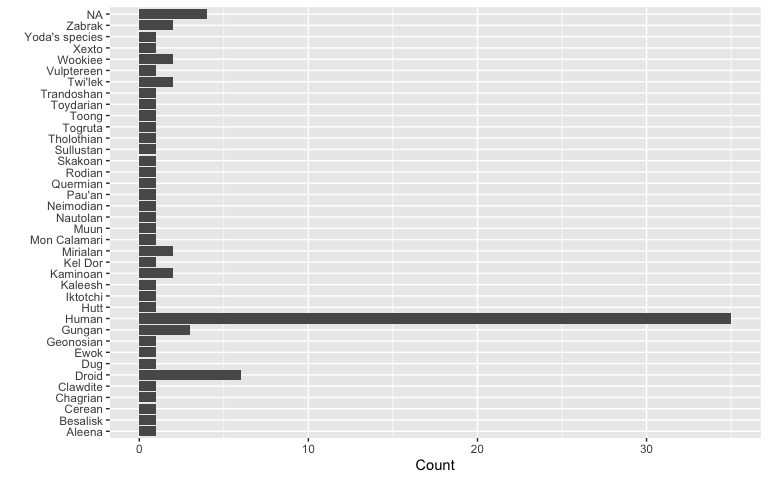 NA
Zabrak
Yoda's species
Xexto
Wookiee
Vulptereen
Twi'lek
Trandoshan
Toydarian
Toong
Togruta
Tholothian
Sullustan
Skakoan
Rodian
Quermian
Pau'an
Neimodian
Nautolan
Muun
Mon Calamari
Mirialan
Kel Dor
Kaminoan
Kaleesh
Iktotchi
Hutt
Human
Gungan
Geonosian
Ewok
Dug
Droid
Clawdite
Chagrian
Cerean
Besalisk
Aleena
0 10 20 30
Count